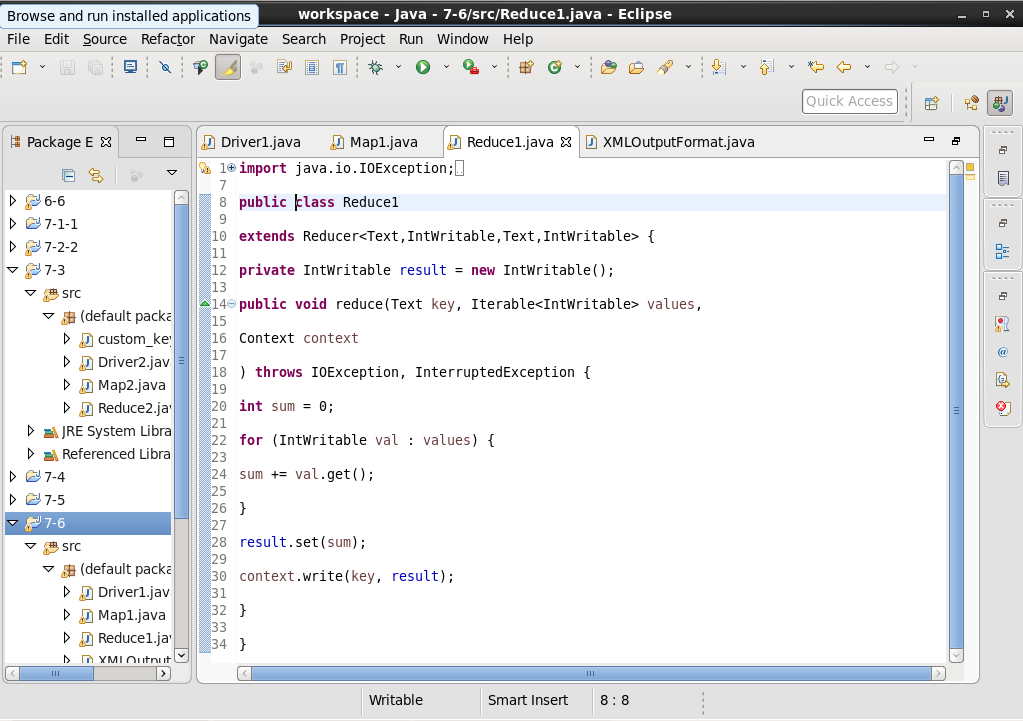 Browse and run installed applications
workspace - Java - 7-6/src/Reduce1.java - Eclipse
File Edit Source Refactor Navigate Search Project Run Window Help
Quick Access
Package E
Driver1.java Map1.java Reduce1.java XMLOutputFormat.java
6-6
7-1-1
7-2-2
7-3
src
(default packa
custom_key
Driver2.jav
Map2.java
Reduce2.ja
JRE System Libra
Referenced Libra
7-4
7-5
7-6
src
(default packa
Driver1.jav
Map1.java
Reduce1.ja
XMLOutput
1 import java.io.IOException;
7
8 public class Reduce1
9
10 extends Reducer<Text,IntWritable,Text,IntWritable> {
11
12 private IntWritable result = new IntWritable();
13
14 public void reduce(Text key, Iterable<IntWritable> values,
15
16 Context context
17
18 ) throws IOException, InterruptedException {
19
20 int sum = 0;
21
22 for (IntWritable val : values) {
23
24 sum += val.get();
25
26 }
27
28 result.set(sum);
29
30 context.write(key, result);
31
32 }
33
34 }
Writable Smart Insert 8 : 8